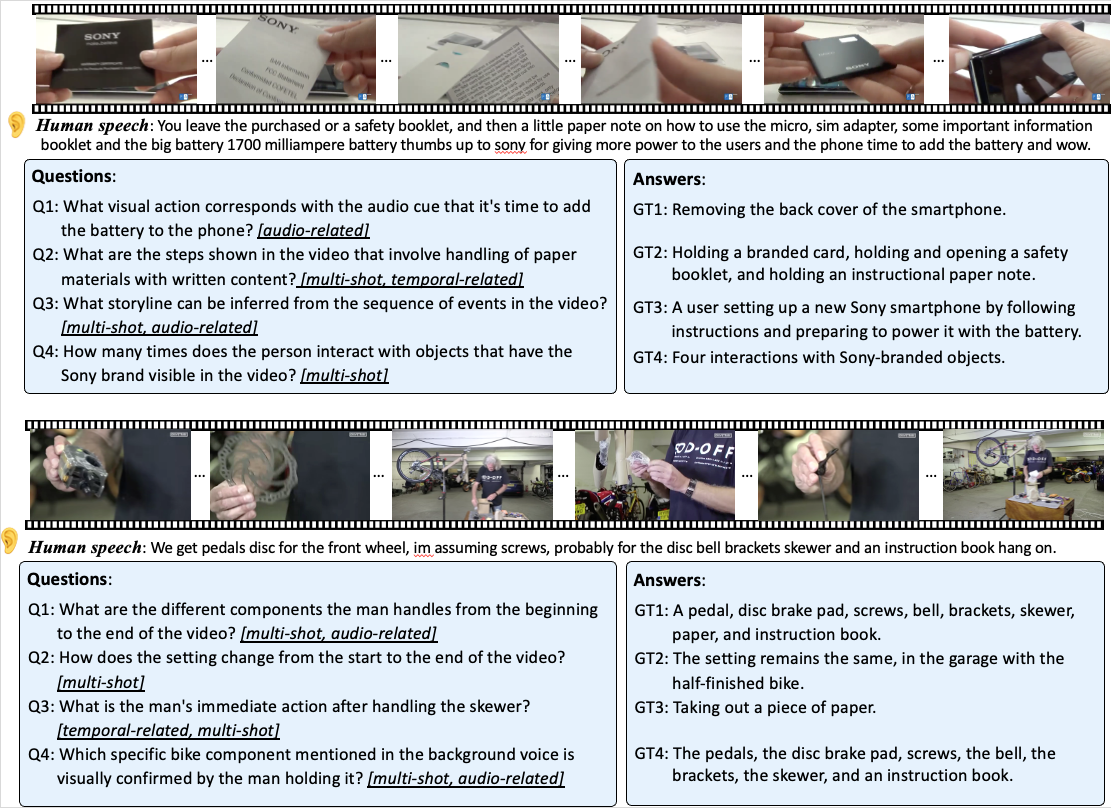 SONY
SONY
SAR Information
FCC Statement
SONY
Human speech: You leave the purchased or a safety booklet, and then a little paper note on how to use the micro, sim adapter, some important information
booklet and the big battery 1700 milliampere battery thumbs up to sony for giving more power to the users and the phone time to add the battery and wow.
Questions:
Q1: What visual action corresponds with the audio cue that it's time to add
the battery to the phone? [audio-related]
Q2: What are the steps shown in the video that involve handling of paper
materials with written content? [multi-shot, temporal-related]
Q3: What storyline can be inferred from the sequence of events in the video?
[multi-shot, audio-related]
Q4: How many times does the person interact with objects that have the
Sony brand visible in the video? [multi-shot]
Answers:
GT1: Removing the back cover of the smartphone.
GT2: Holding a branded card, holding and opening a safety
booklet, and holding an instructional paper note.
GT3: A user setting up a new Sony smartphone by following
instructions and preparing to power it with the battery.
GT4: Four interactions with Sony-branded objects.
OD-OFF
Human speech: We get pedals disc for the front wheel, im assuming screws, probably for the disc bell brackets skewer and an instruction book hang on.
Questions:
Q1: What are the different components the man handles from the beginning
to the end of the video? [multi-shot, audio-related]
Q2: How does the setting change from the start to the end of the video?
[multi-shot]
Q3: What is the man's immediate action after handling the skewer?
[temporal-related, multi-shot]
Q4: Which specific bike component mentioned in the background voice is
visually confirmed by the man holding it? [multi-shot, audio-related]
Answers:
GT1: A pedal, disc brake pad, screws, bell, brackets, skewer,
paper, and instruction book.
GT2: The setting remains the same, in the garage with the
half-finished bike.
GT3: Taking out a piece of paper.
GT4: The pedals, the disc brake pad, screws, the bell, the
brackets, the skewer, and an instruction book.